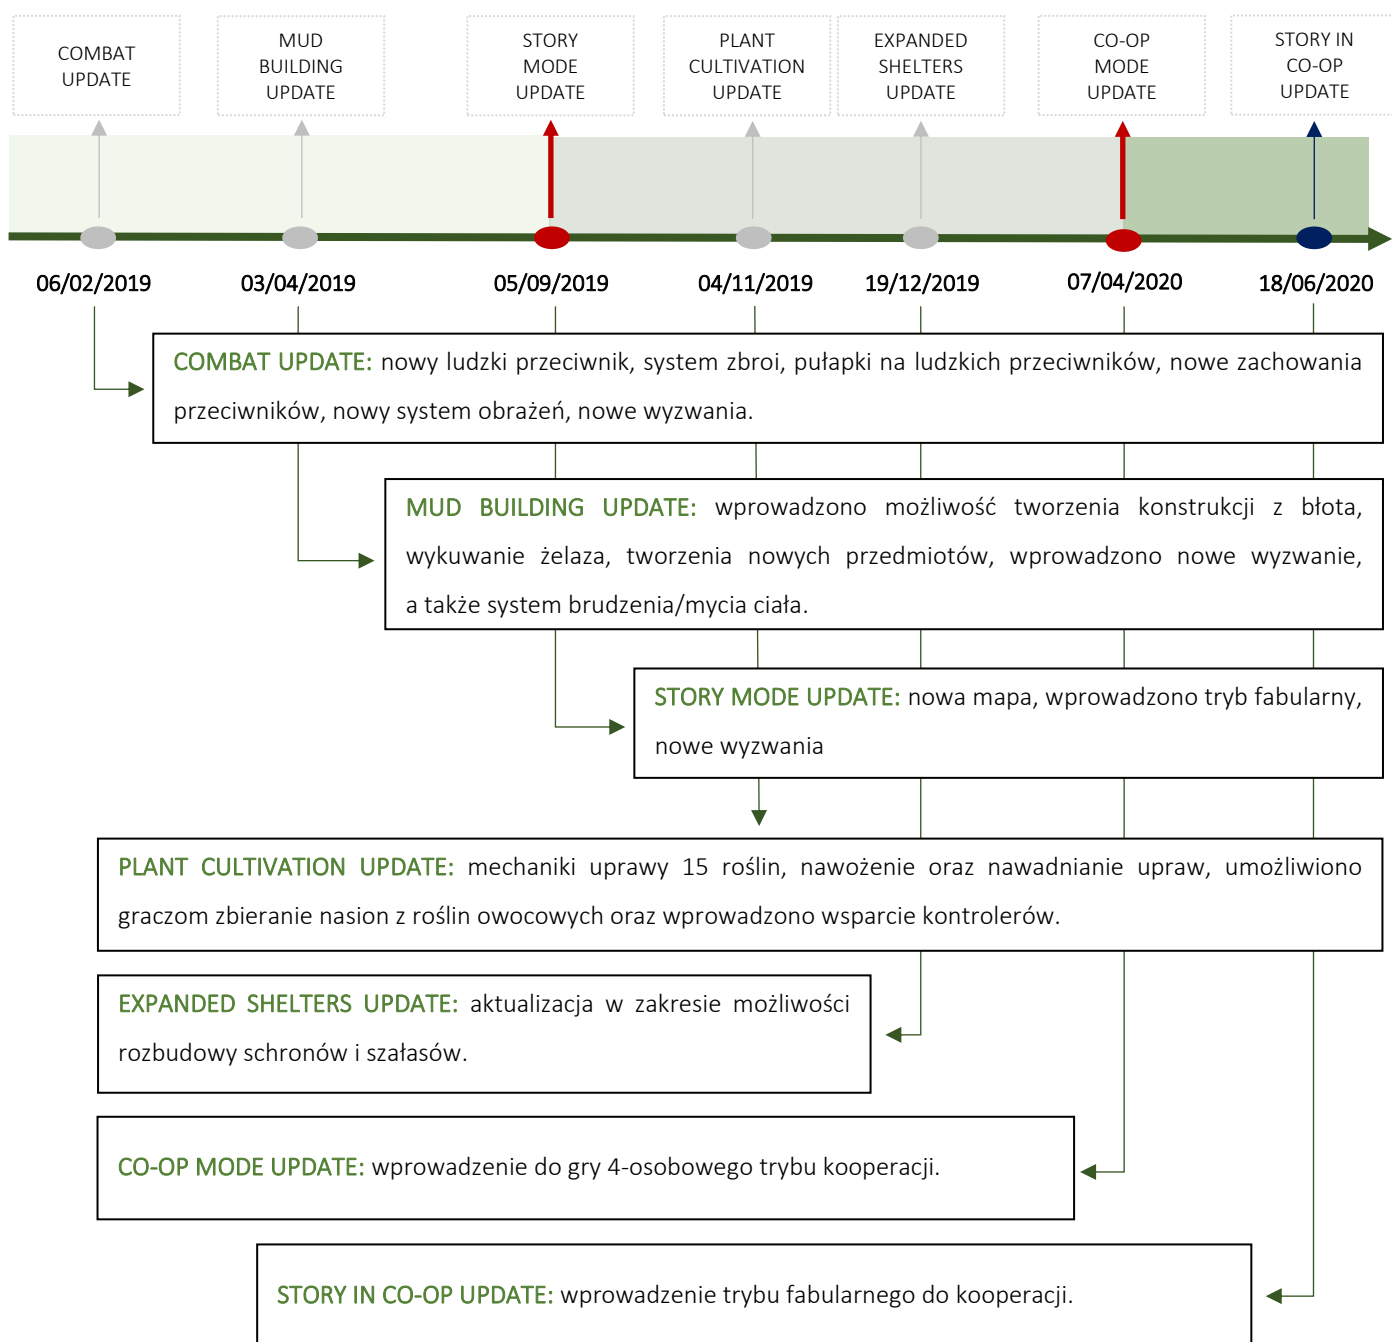 COMBAT
UPDATE
MUD
BUILDING
UPDATE
STORY
MODE
UPDATE
PLANT
CULTIVATION
UPDATE
EXPANDED
SHELTERS
UPDATE
CO-OP
MODE
UPDATE
STORY IN
CO-OP
UPDATE
06/02/2019
03/04/2019
05/09/2019
04/11/2019
19/12/2019
07/04/2020
18/06/2020
COMBAT UPDATE: nowy ludzki przeciwnik, system zbroi, pułapki na ludzkich przeciwników, nowe zachowania
przeciwników, nowy system obrażeń, nowe wyzwania.
MUD BUILDING UPDATE: wprowadzono możliwość tworzenia konstrukcji z błota,
wykuwanie żelaza, tworzenia nowych przedmiotów, wprowadzono nowe wyzwanie,
a także system brudzenia/mycia ciała.
STORY MODE UPDATE: nowa mapa, wprowadzono tryb fabularny,
nowe wyzwania
PLANT CULTIVATION UPDATE: mechaniki uprawy 15 roślin, nawożenie oraz nawadnianie upraw, umożliwiono
graczom zbieranie nasion z roślin owocowych oraz wprowadzono wsparcie kontrolerów.
EXPANDED SHELTERS UPDATE: aktualizacja w zakresie możliwości
rozbudowy schronów i szałasów.
CO-OP MODE UPDATE: wprowadzenie do gry 4-osobowego trybu kooperacji.
STORY IN CO-OP UPDATE: wprowadzenie trybu fabularnego do kooperacji.